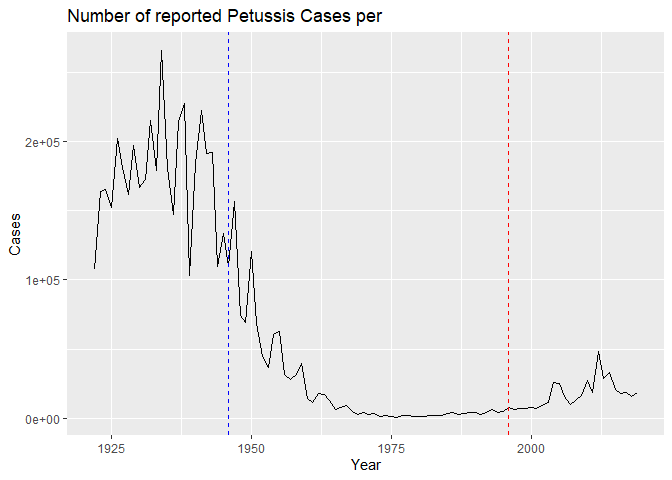 Number of reported Petussis Cases per
2e+05
1e+05
0e+00
Cases
1925
1950
1975
2000
Year